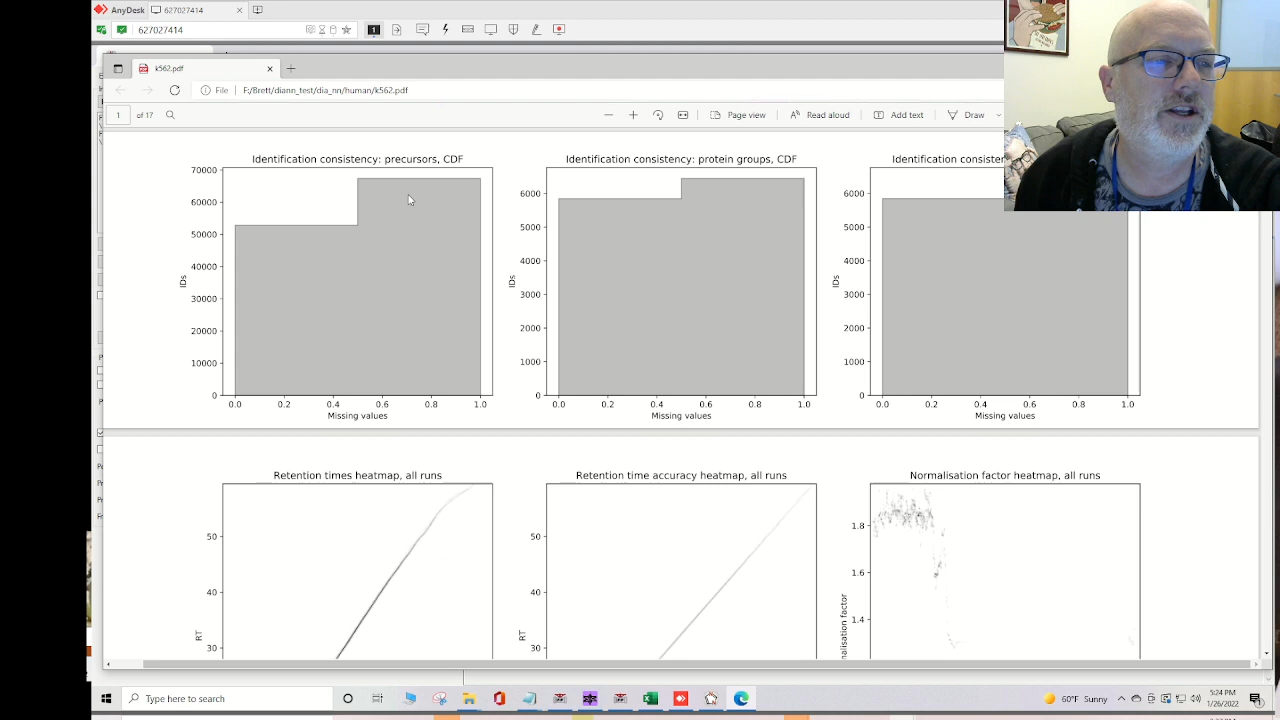 AnyDesk 627027414
627027414
1
k562.pdf
File F:/Brett/diann_test/dia_nn/human/k562.pdf
1 of 17 Page view Read aloud Add text Draw
Identification consistency: precursors, CDF
70000
60000
50000
40000
30000
20000
10000
0
IDs
0.0 0.2 0.4 0.6 0.8 1.0
Missing values
Identification consistency: protein groups, CDF
6000
5000
4000
3000
2000
1000
0
IDs
0.0 0.2 0.4 0.6 0.8 1.0
Missing values
Identification consister
6000
5000
4000
3000
2000
1000
0
IDs
0.0 0.2 0.4 0.6 0.8 1.0
Missing values
Retention times heatmap, all runs
50
40
30
RT
Retention time accuracy heatmap, all runs
50
40
30
RT
Normalisation factor heatmap, all runs
1.8
1.6
1.4
nalisation factor
Type here to search
60°F Sunny
5:24 PM
1/26/2022